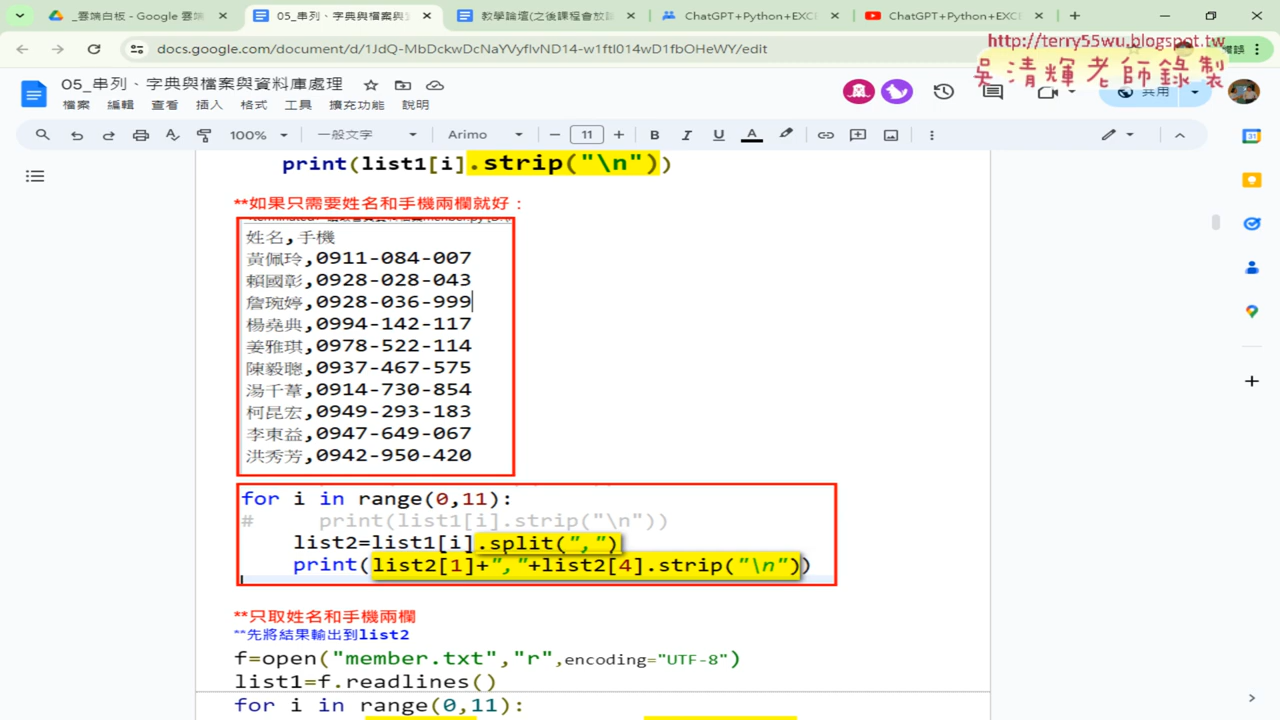 _雲端白板 - Google 雲端
05_串列、字典與檔案與資
教學論壇(之後課程會放
ChatGPT+Python+EXC
ChatGPT+Python+EXC
docs.google.com/document/d/1JdQ-MbDckwDcNaYVyfIvND14-w1ftI014wD1fbOHeWY/edit
http://terry55wu.blogspot.tw
吳清輝老師錄製
05_串列、字典與檔案與資料庫處理
檔案 編輯 查看 插入 格式 工具 擴充功能 說明
共用
100% 一般文字 Arimo 11 B I U A
print(list1[i].strip("\n"))
**如果只需要姓名和手機兩欄就好：
姓名,手機
黃佩玲,0911-084-007
賴國彰,0928-028-043
詹琬婷,0928-036-999
楊堯典,0994-142-117
姜雅琪,0978-522-114
陳毅聰,0937-467-575
湯千葦,0914-730-854
柯昆宏,0949-293-183
李東益,0947-649-067
洪秀芳,0942-950-420
for i in range(0,11):
# print(list1[i].strip("\n"))
list2=list1[i].split(",")
print(list2[1]+","+list2[4].strip("\n"))
**只取姓名和手機兩欄
**先將結果輸出到list2
f=open("member.txt","r",encoding="UTF-8")
list1=f.readlines()
for i in range(0,11):